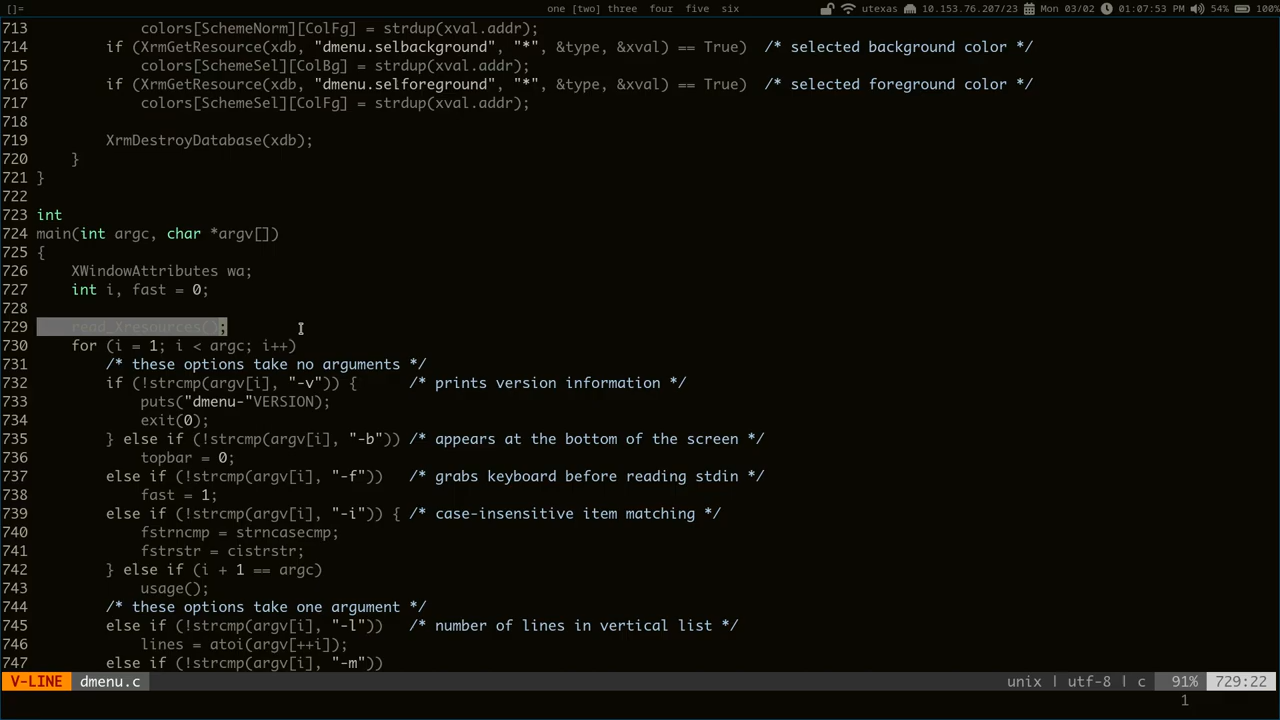 []= one [two] three four five six utexas 10.153.76.207/23 Mon 03/02 01:07:53 PM 54% 100%
713 colors[SchemeNorm][ColFg] = strdup(xval.addr);
714 if (XrmGetResource(xdb, "dmenu.selbackground", "*", &type, &xval) == True) /* selected background color */
715 colors[SchemeSel][ColBg] = strdup(xval.addr);
716 if (XrmGetResource(xdb, "dmenu.selforeground", "*", &type, &xval) == True) /* selected foreground color */
717 colors[SchemeSel][ColFg] = strdup(xval.addr);
718
719 XrmDestroyDatabase(xdb);
720 }
721 }
722
723 int
724 main(int argc, char *argv[])
725 {
726 XWindowAttributes wa;
727 int i, fast = 0;
728
729 read_Xresources();
730 for (i = 1; i < argc; i++)
731 /* these options take no arguments */
732 if (!strcmp(argv[i], "-v")) { /* prints version information */
733 puts("dmenu-"VERSION);
734 exit(0);
735 } else if (!strcmp(argv[i], "-b")) /* appears at the bottom of the screen */
736 topbar = 0;
737 else if (!strcmp(argv[i], "-f")) /* grabs keyboard before reading stdin */
738 fast = 1;
739 else if (!strcmp(argv[i], "-i")) { /* case-insensitive item matching */
740 fstrncmp = strncasecmp;
741 fstrstr = cistrstr;
742 } else if (i + 1 == argc)
743 usage();
744 /* these options take one argument */
745 else if (!strcmp(argv[i], "-l")) /* number of lines in vertical list */
746 lines = atoi(argv[++i]);
747 else if (!strcmp(argv[i], "-m"))
V-LINE dmenu.c unix | utf-8 | c 91% 729:22
1